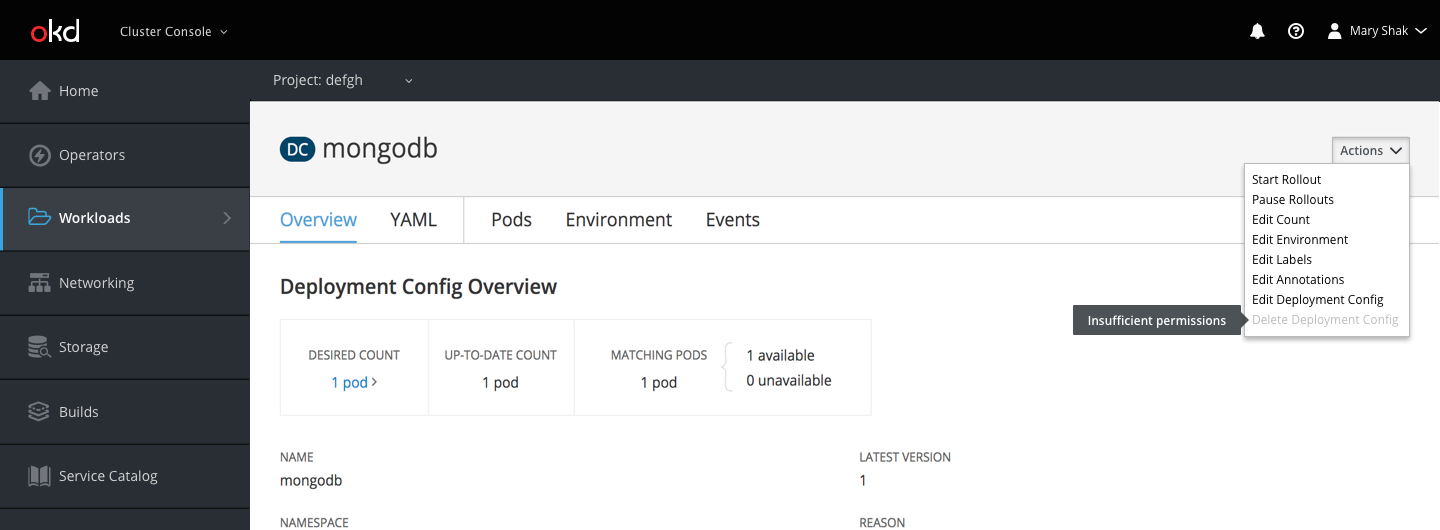 okd
Cluster Console
Mary Shak
Project: defgh
Home
Operators
Workloads
Networking
Storage
Builds
Service Catalog
DC mongodb
Actions
Start Rollout
Pause Rollouts
Edit Count
Edit Environment
Edit Labels
Edit Annotations
Edit Deployment Config
Delete Deployment Config
Insufficient permissions
Overview YAML Pods Environment Events
Deployment Config Overview
DESIRED COUNT UP-TO-DATE COUNT MATCHING PODS
1 pod 1 pod 1 pod
1 available
0 unavailable
NAME
mongodb
LATEST VERSION
1
NAMESPACE
REASON